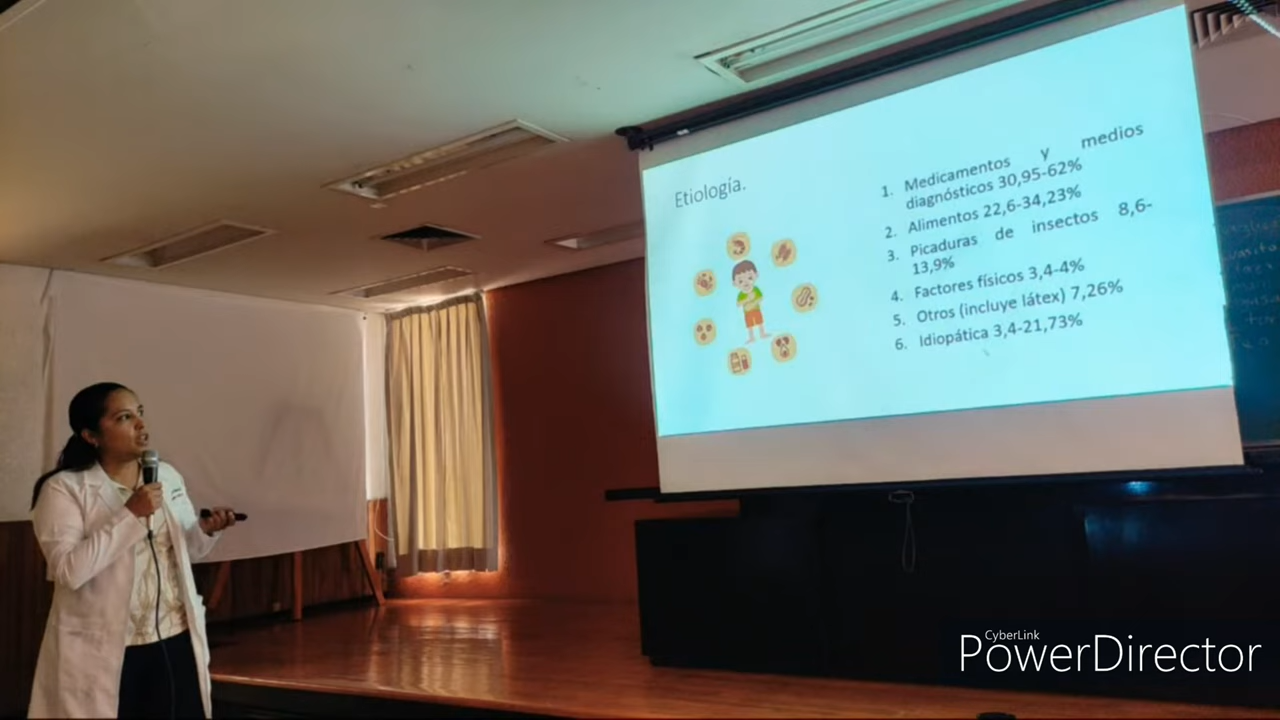 Etiología.
1. Medicamentos y medios
diagnósticos 30,95-62%
2. Alimentos 22,6-34,23%
3. Picaduras de insectos 8,6-
13,9%
4. Factores físicos 3,4-4%
5. Otros (incluye látex) 7,26%
6. Idiopática 3,4-21,73%
CyberLink
PowerDirector